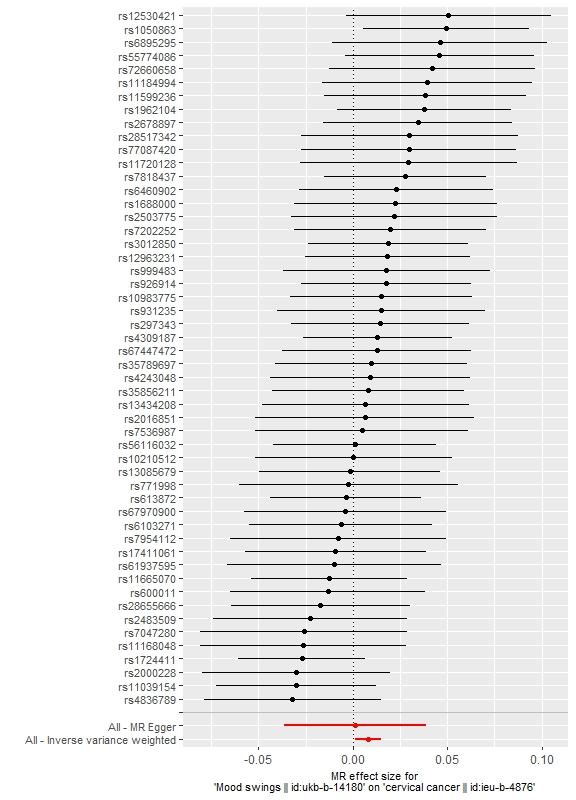 rs12530421
rs1050863
rs6895295
rs55774086
rs72660658
rs11184994
rs11599236
rs1962104
rs2678897
rs28517342
rs77087420
rs11720128
rs7818437
rs6460902
rs1688000
rs2503775
rs7202252
rs3012850
rs12963231
rs999483
rs926914
rs10983775
rs931235
rs297343
rs4309187
rs67447472
rs35789697
rs4243048
rs35856211
rs13434208
rs2016851
rs7536987
rs56116032
rs10210512
rs13085679
rs771998
rs613872
rs67970900
rs6103271
rs7954112
rs17411061
rs61937595
rs11665070
rs600011
rs28655666
rs2483509
rs7047280
rs11168048
rs1724411
rs2000228
rs11039154
rs4836789
All - MR Egger
All - Inverse variance weighted
-0.05 0.00 0.05 0.10
MR effect size for
'Mood swings || id:ukb-b-14180' on 'cervical cancer || id:ieu-b-4876'